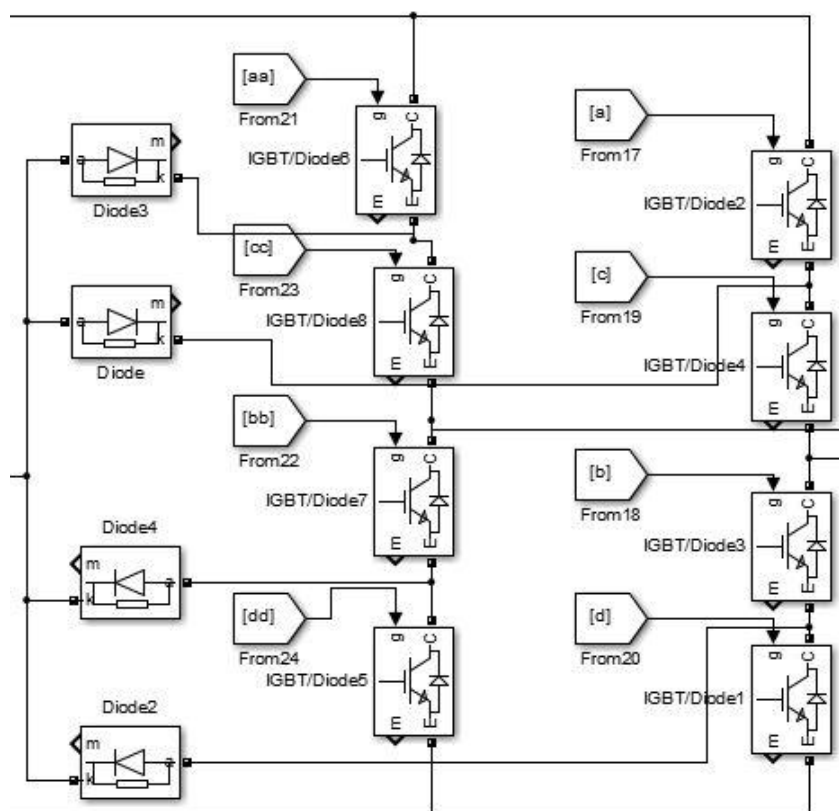 [aa]
From21
g C
IGBT/Diode6
m E
[a]
From17
g C
IGBT/Diode2
m E
m
a k
Diode3
[cc]
From23
g C
IGBT/Diode8
m E
[c]
From19
g C
IGBT/Diode4
m E
m
a k
Diode
[bb]
From22
g C
IGBT/Diode7
m E
[b]
From18
g C
IGBT/Diode3
m E
Diode4
m
k a
[dd]
From24
g C
IGBT/Diode5
m E
[d]
From20
g C
IGBT/Diode1
m E
Diode2
m
k a